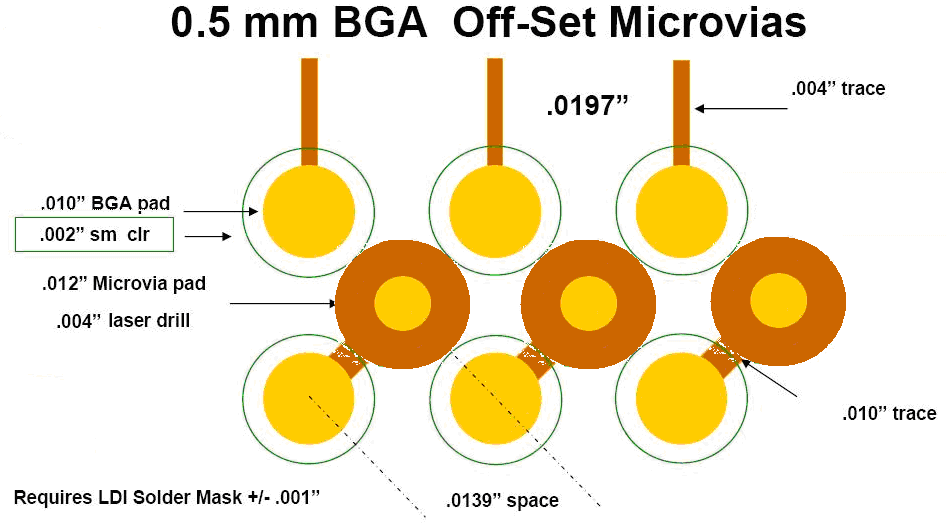 0.5 mm BGA  Off-Set Microvias
.0197”
.004” trace
.010” BGA pad
.002” sm  clr
.012” Microvia pad
.004” laser drill
.010” trace
Requires LDI Solder Mask +/- .001”
.0139” space